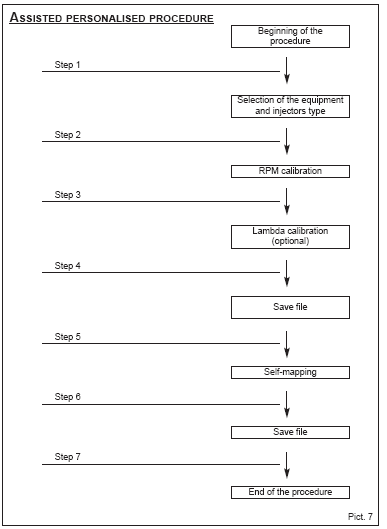 ASSISTED PERSONALISED PROCEDURE
Beginning of the
procedure
Step 1
Selection of the equipment
and injectors type
Step 2
RPM calibration
Step 3
Lambda calibration
(optional)
Step 4
Save file
Step 5
Self-mapping
Step 6
Save file
Step 7
End of the procedure
Pict. 7